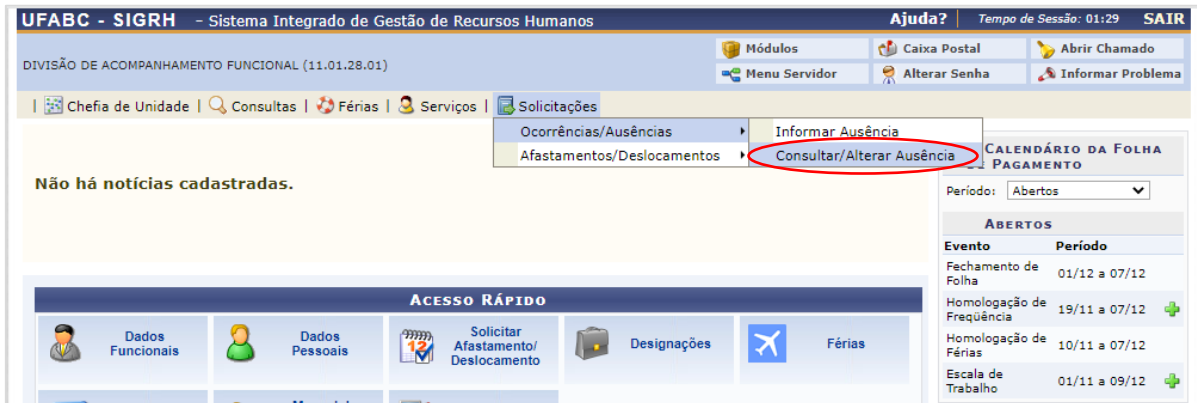 UFABC - SIGRH - Sistema Integrado de Gestão de Recursos Humanos
Ajuda? | Tempo de Sessão: 01:29 SAIR
DIVISÃO DE ACOMPANHAMENTO FUNCIONAL (11.01.28.01)
Módulos
Caixa Postal
Abrir Chamado
Menu Servidor
Alterar Senha
Informar Problema
| Chefia de Unidade | Consultas | Férias | Serviços | Solicitações
Ocorrências/Ausências
Afastamentos/Deslocamentos
Informar Ausência
Consultar/Alterar Ausência
Não há notícias cadastradas.
CALENDÁRIO DA FOLHA
PAGAMENTO
Período: Abertos
ABERTOS
Evento Período
Fechamento de
Folha
01/12 a 07/12
Homologação de
Freqüência
19/11 a 07/12
Homologação de
Férias
10/11 a 07/12
Escala de
Trabalho
01/11 a 09/12
ACESSO RÁPIDO
Dados
Funcionais
Dados
Pessoais
12
Solicitar
Afastamento/
Deslocamento
Designações
Férias